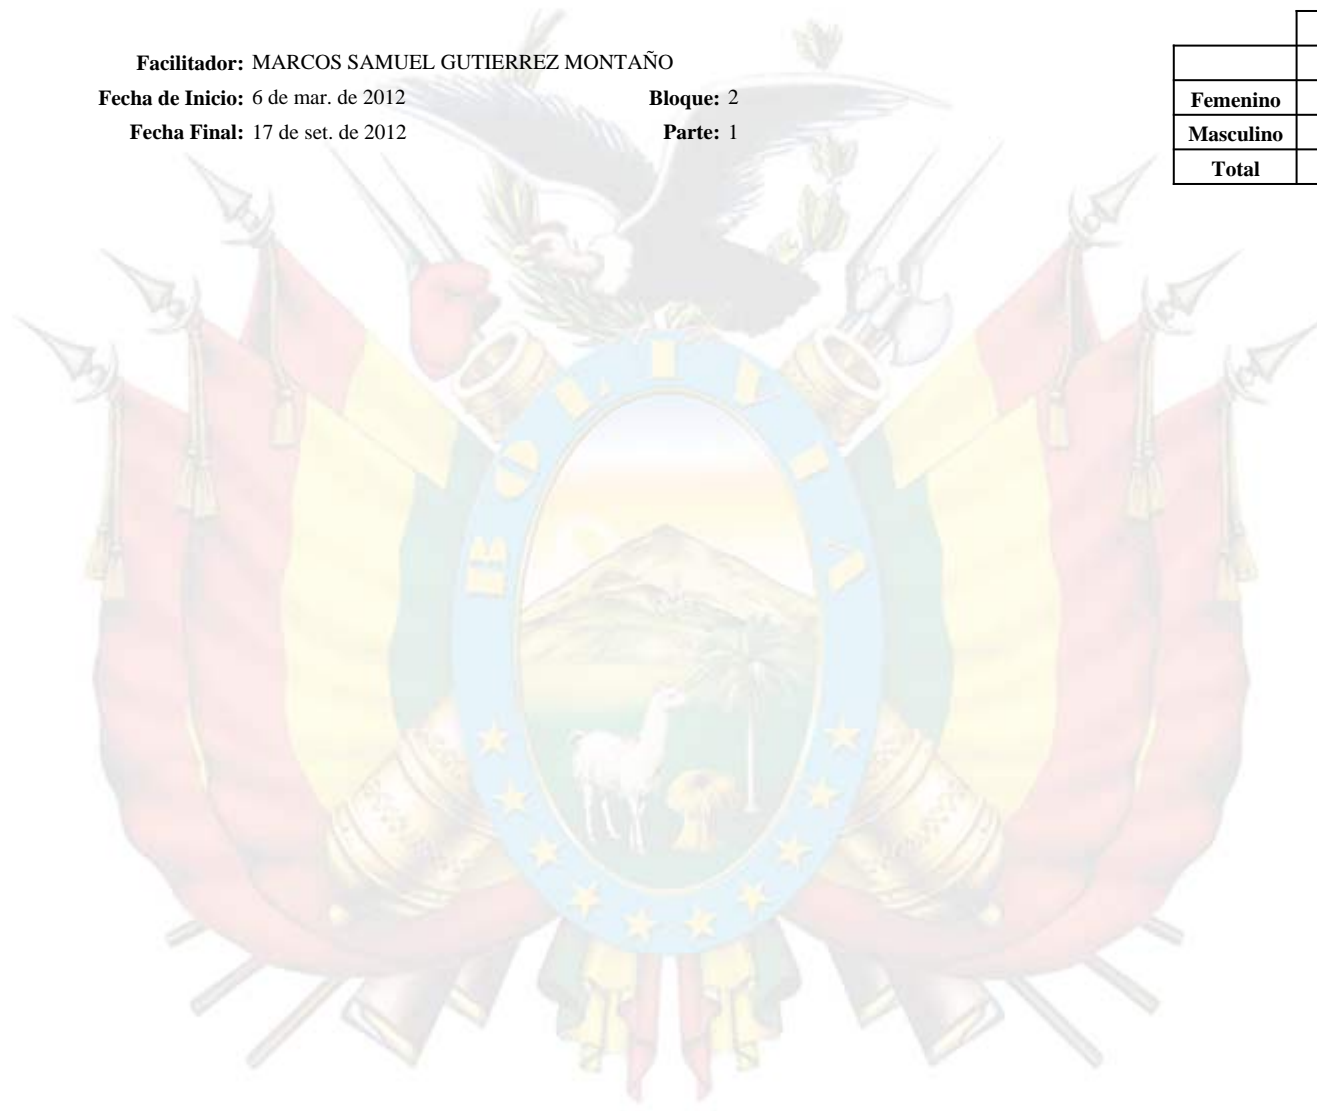 Facilitador: MARCOS SAMUEL GUTIERREZ MONTAÑO
Fecha de Inicio: 6 de mar. de 2012 Bloque: 2
Fecha Final: 17 de set. de 2012 Parte: 1
Femenino
Masculino
Total
BOLIVIA